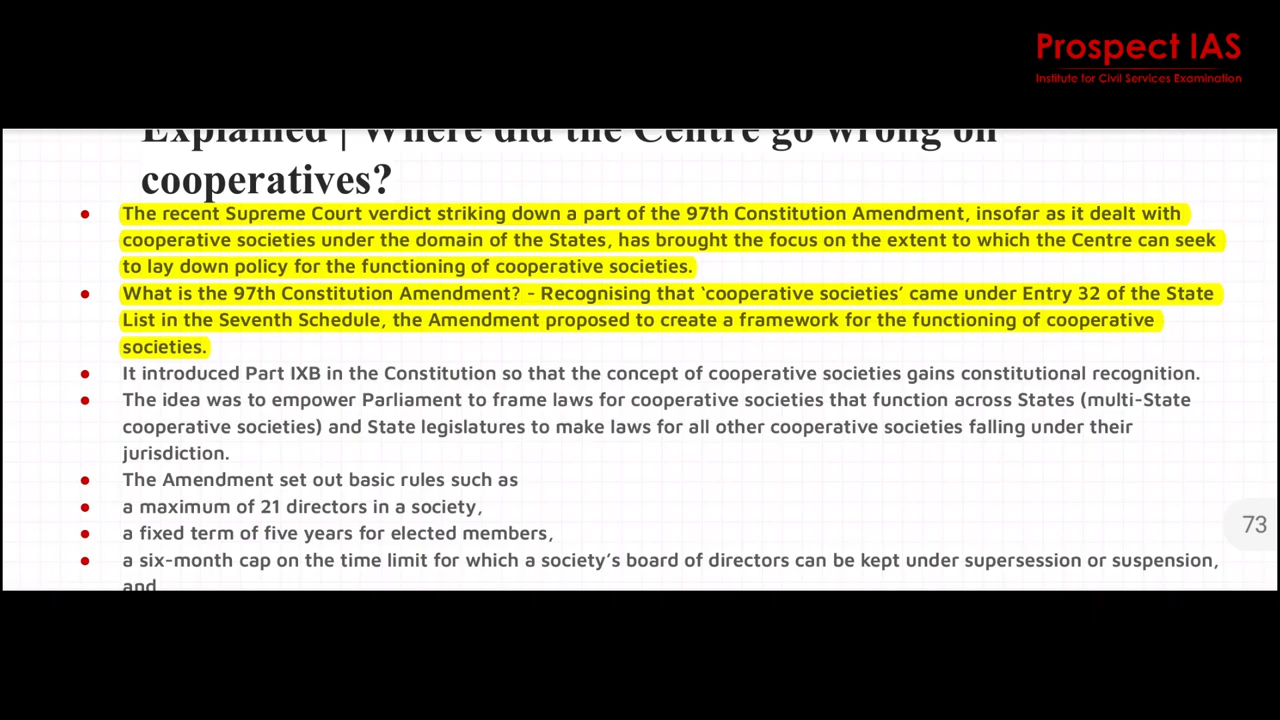 Prospect IAS
Institute for Civil Services Examination
Explained | Where did the Centre go wrong on
cooperatives?
• The recent Supreme Court verdict striking down a part of the 97th Constitution Amendment, insofar as it dealt with
cooperative societies under the domain of the States, has brought the focus on the extent to which the Centre can seek
to lay down policy for the functioning of cooperative societies.
• What is the 97th Constitution Amendment? - Recognising that ‘cooperative societies’ came under Entry 32 of the State
List in the Seventh Schedule, the Amendment proposed to create a framework for the functioning of cooperative
societies.
• It introduced Part IXB in the Constitution so that the concept of cooperative societies gains constitutional recognition.
• The idea was to empower Parliament to frame laws for cooperative societies that function across States (multi-State
cooperative societies) and State legislatures to make laws for all other cooperative societies falling under their
jurisdiction.
• The Amendment set out basic rules such as
• a maximum of 21 directors in a society,
• a fixed term of five years for elected members,
• a six-month cap on the time limit for which a society’s board of directors can be kept under supersession or suspension,
and
73